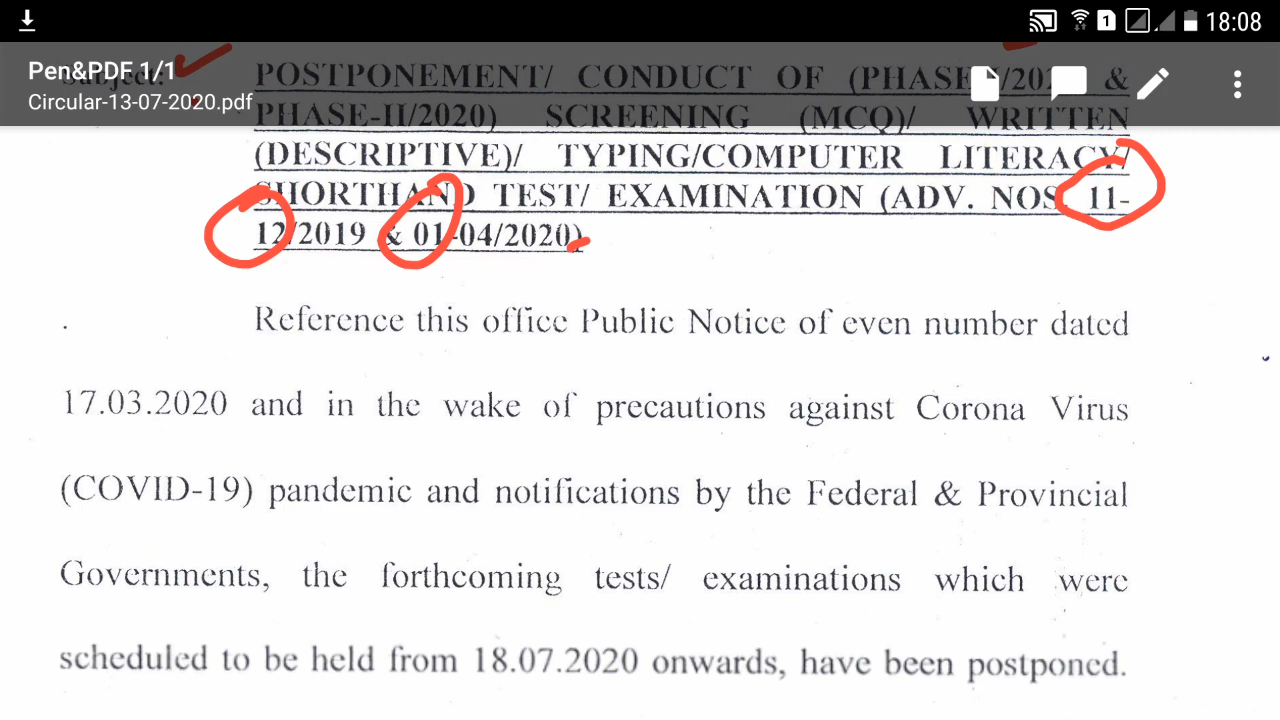 1 18:08
Pen&PDF 1/1
Circular-13-07-2020.pdf
Subject:
POSTPONEMENT/ CONDUCT OF (PHASE &
PHASE-II/2020) SCREENING (MCQ)/ WRITTEN
(DESCRIPTIVE)/ TYPING/COMPUTER LITERACY/
SHORTHAND TEST/ EXAMINATION (ADV. NOS. 11-
12/2019 & 01-04/2020)
Reference this office Public Notice of even number dated
17.03.2020 and in the wake of precautions against Corona Virus
(COVID-19) pandemic and notifications by the Federal & Provincial
Governments, the forthcoming tests/ examinations which were
scheduled to be held from 18.07.2020 onwards, have been postponed.